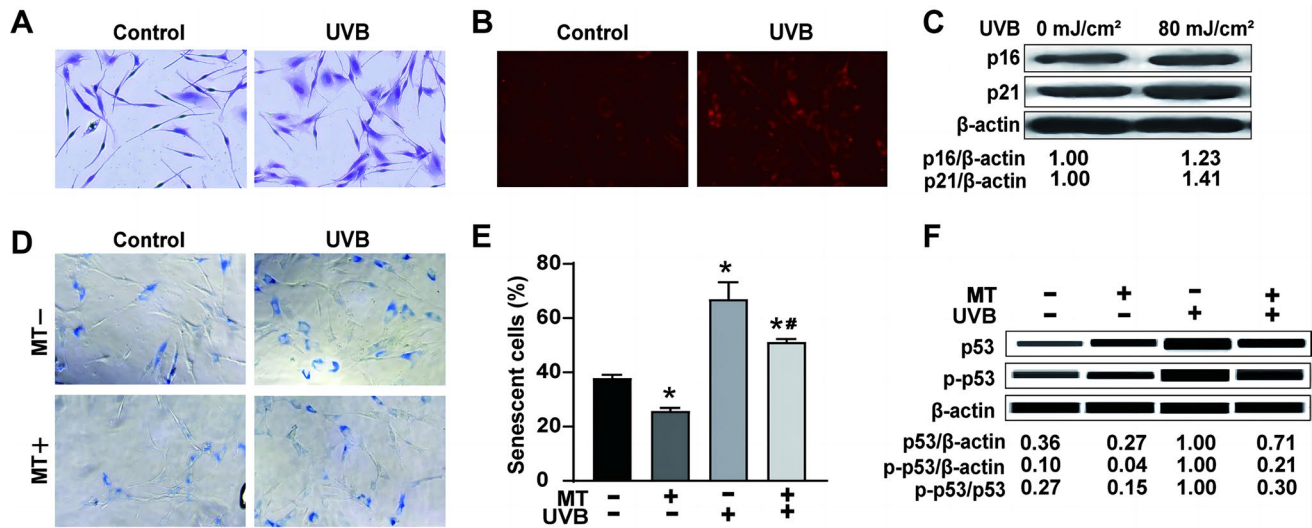 A
Control UVB
B
Control UVB
C
UVB 0 mJ/cm² 80 mJ/cm²
p16
p21
β-actin
p16/β-actin 1.00 1.23
p21/β-actin 1.00 1.41
D
Control UVB
MT−
MT+
E
Senescent cells (%)
80
60
40
20
0
*
*
*#
MT − + − +
UVB − − + +
F
MT − + − +
UVB − − + +
p53
p-p53
β-actin
p53/β-actin 0.36 0.27 1.00 0.71
p-p53/β-actin 0.10 0.04 1.00 0.21
p-p53/p53 0.27 0.15 1.00 0.30